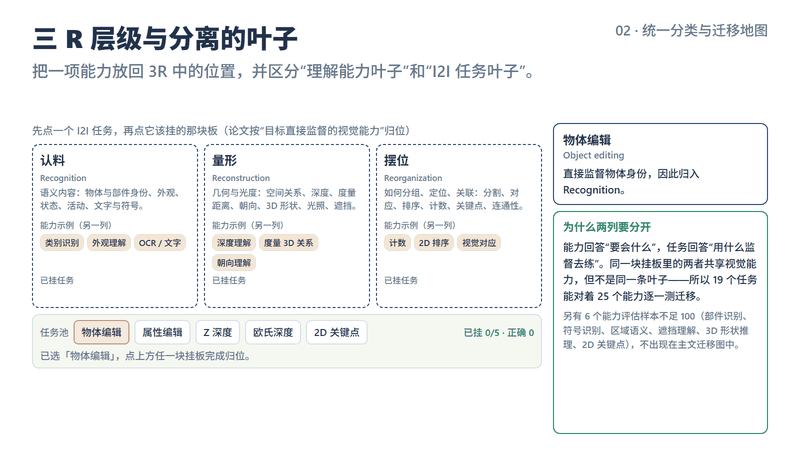 三 R 层级与分离的叶子
02 · 统一分类与迁移地图
把一项能力放回 3R 中的位置，并区分“理解能力叶子”和“I2I 任务叶子”。
先点一个 I2I 任务，再点它该挂的那块板（论文按“目标直接监督的视觉能力”归位）
认料
Recognition
语义内容：物体与部件身份、外观、
状态、活动、文字与符号。
能力示例（另一列）
类别识别
外观理解
OCR / 文字
已挂任务
量形
Reconstruction
几何与光度：空间关系、深度、度量
距离、朝向、3D 形状、光照、遮挡。
能力示例（另一列）
深度理解
度量 3D 关系
朝向理解
已挂任务
摆位
Reorganization
如何分组、定位、关联：分割、对
应、排序、计数、关键点、连通性。
能力示例（另一列）
计数
2D 排序
视觉对应
已挂任务
任务池
物体编辑
属性编辑
Z 深度
欧氏深度
2D 关键点
已挂 0/5 · 正确 0
已选「物体编辑」，点上方任一块挂板完成归位。
物体编辑
Object editing
直接监督物体身份，因此归入
Recognition。
为什么两列要分开
能力回答“要会什么”，任务回答“用什么监
督去练”。同一块挂板里的两者共享视觉能
力，但不是同一条叶子——所以 19 个任务
能对着 25 个能力逐一测迁移。
另有 6 个能力评估样本不足 100（部件识别、
符号识别、区域语义、遮挡理解、3D 形状推
理、2D 关键点），不出现在主文迁移图中。